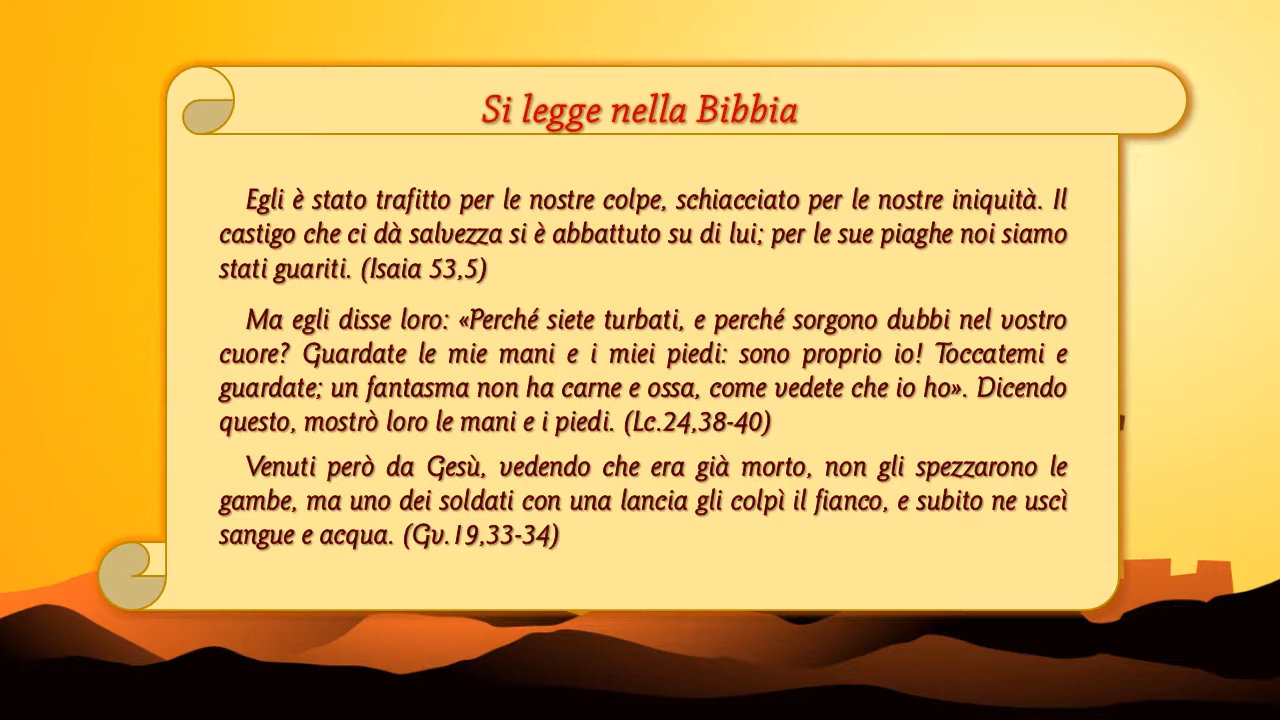 Si legge nella Bibbia
Egli è stato trafitto per le nostre colpe, schiacciato per le nostre iniquità. Il
castigo che ci dà salvezza si è abbattuto su di lui; per le sue piaghe noi siamo
stati guariti. (Isaia 53,5)
Ma egli disse loro: «Perché siete turbati, e perché sorgono dubbi nel vostro
cuore? Guardate le mie mani e i miei piedi: sono proprio io! Toccatemi e
guardate; un fantasma non ha carne e ossa, come vedete che io ho». Dicendo
questo, mostrò loro le mani e i piedi. (Lc.24,38-40)
Venuti però da Gesù, vedendo che era già morto, non gli spezzarono le
gambe, ma uno dei soldati con una lancia gli colpì il fianco, e subito ne uscì
sangue e acqua. (Gv.19,33-34)